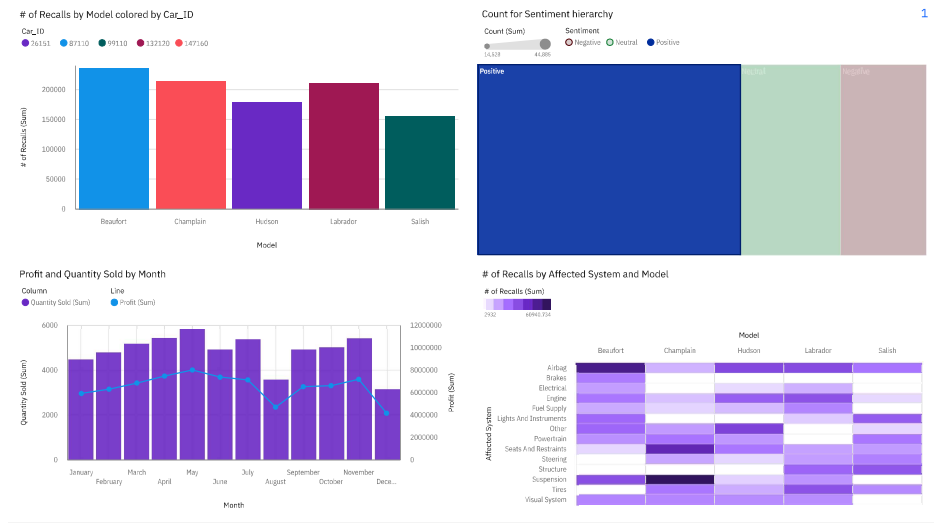 # of Recalls by Model colored by Car_ID
Car_ID
26151 87110 99110 132120 147160
# of Recalls (Sum)
200000
150000
100000
50000
0
Beaufort Champlain Hudson Labrador Salish
Model
Count for Sentiment hierarchy
1
Count (Sum)
14,628 44,085
Sentiment
Negative Neutral Positive
Positive Neutral Negative
Profit and Quantity Sold by Month
Column Line
Quantity Sold (Sum) Profit (Sum)
Quantity Sold (Sum)
6000
4000
2000
0
12000000
10000000
8000000
6000000
4000000
2000000
0
Profit (Sum)
January March May July September November
February April June August October Dece...
Month
# of Recalls by Affected System and Model
# of Recalls (Sum)
2932 60940.734
Model
Beaufort Champlain Hudson Labrador Salish
Affected System
Airbag
Brakes
Electrical
Engine
Fuel Supply
Lights And Instruments
Other
Powertrain
Seats And Restraints
Steering
Structure
Suspension
Tires
Visual System